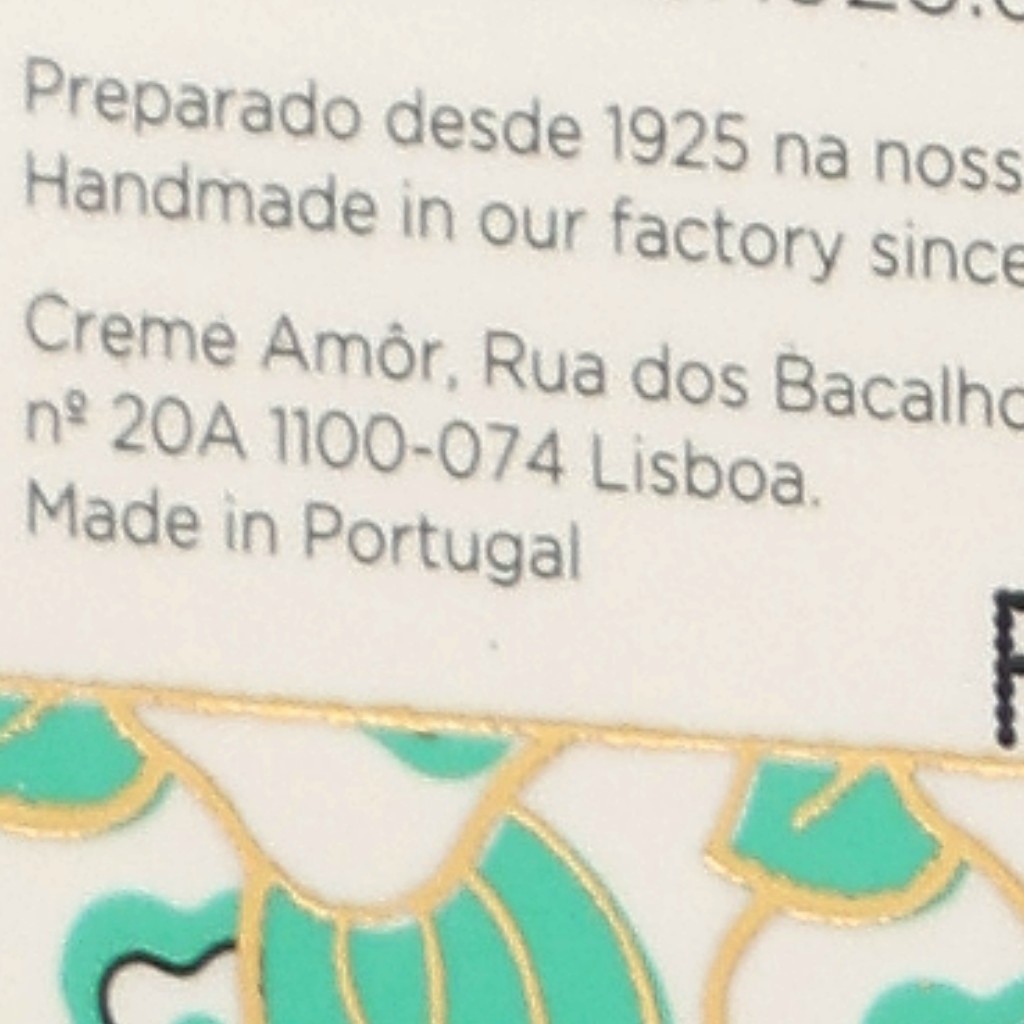 Preparado desde 1925 na noss
Handmade in our factory since
Creme Amôr, Rua dos Bacalho
nº 20A 1100-074 Lisboa.
Made in Portugal